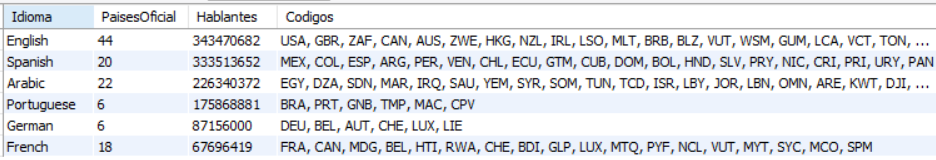 Idioma PaisesOficial Hablantes Codigos
English 44 343470682 USA, GBR, ZAF, CAN, AUS, ZWE, HKG, NZL, IRL, LSO, MLT, BRB, BLZ, VUT, WSM, GUM, LCA, VCT, TON, ...
Spanish 20 333513652 MEX, COL, ESP, ARG, PER, VEN, CHL, ECU, GTM, CUB, DOM, BOL, HND, SLV, PRY, NIC, CRI, PRI, URY, PAN
Arabic 22 226340372 EGY, DZA, SDN, MAR, IRQ, SAU, YEM, SYR, SOM, TUN, TCD, ISR, LBY, JOR, LBN, OMN, ARE, KWT, DJI, ...
Portuguese 6 175868881 BRA, PRT, GNB, TMP, MAC, CPV
German 6 87156000 DEU, BEL, AUT, CHE, LUX, LIE
French 18 67696419 FRA, CAN, MDG, BEL, HTI, RWA, CHE, BDI, GLP, LUX, MTQ, PYF, NCL, VUT, MYT, SYC, MCO, SPM